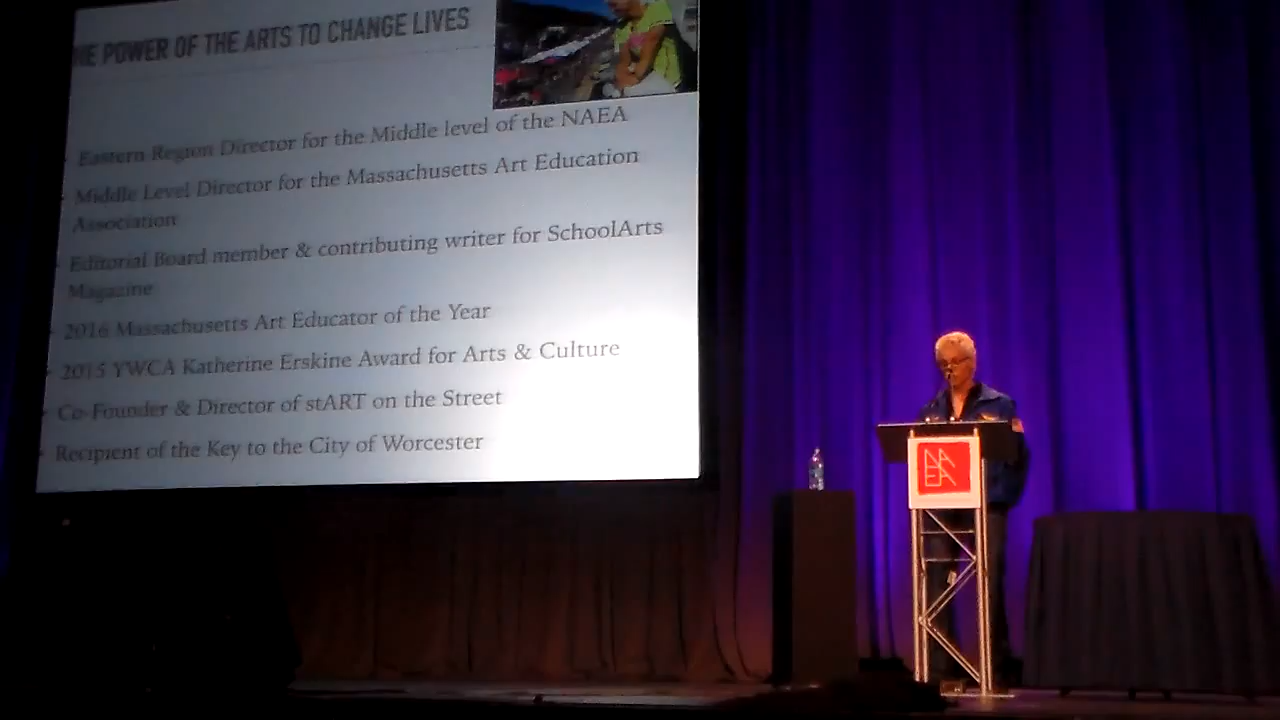 HE POWER OF THE ARTS TO CHANGE LIVES
Eastern Region Director for the Middle level of the NAEA
Middle Level Director for the Massachusetts Art Education
Association
Editorial Board member & contributing writer for SchoolArts
Magazine
2016 Massachusetts Art Educator of the Year
2015 YWCA Katherine Erskine Award for Arts & Culture
Co-Founder & Director of stART on the Street
Recipient of the Key to the City of Worcester
NA
EA